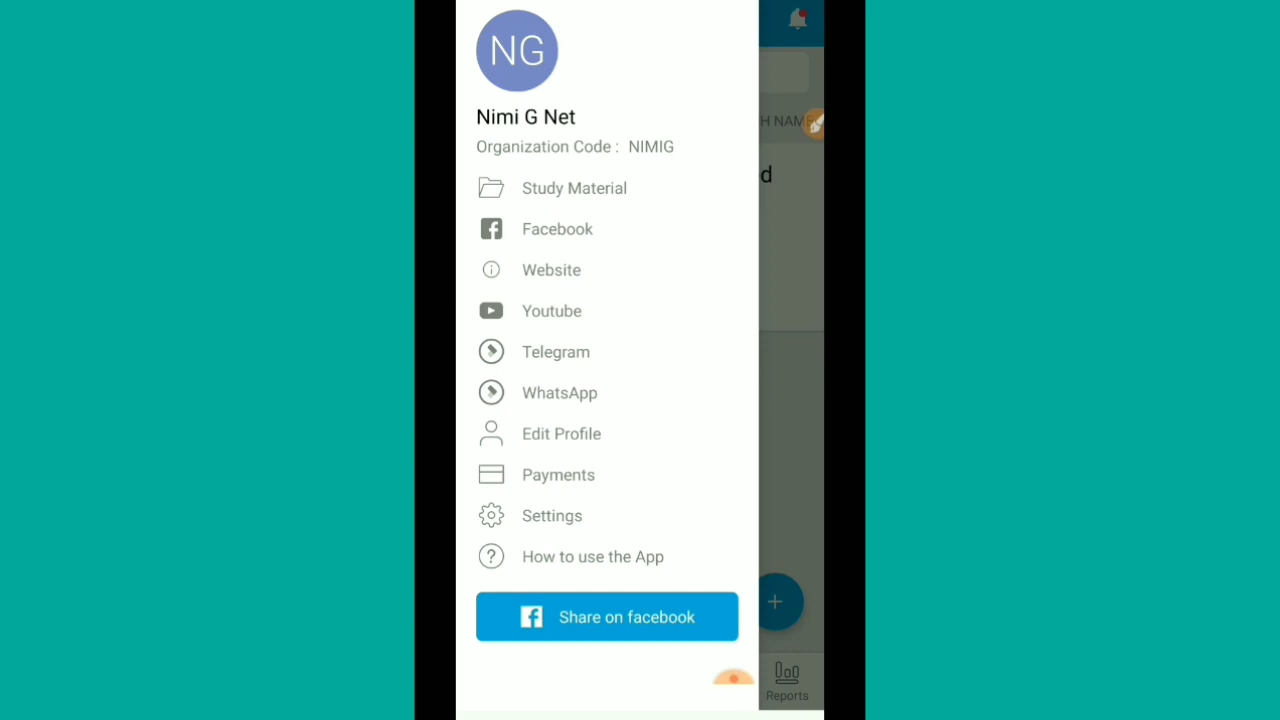 NG
Nimi G Net
Organization Code : NIMIG
Study Material
Facebook
Website
Youtube
Telegram
WhatsApp
Edit Profile
Payments
Settings
How to use the App
Share on facebook
Reports